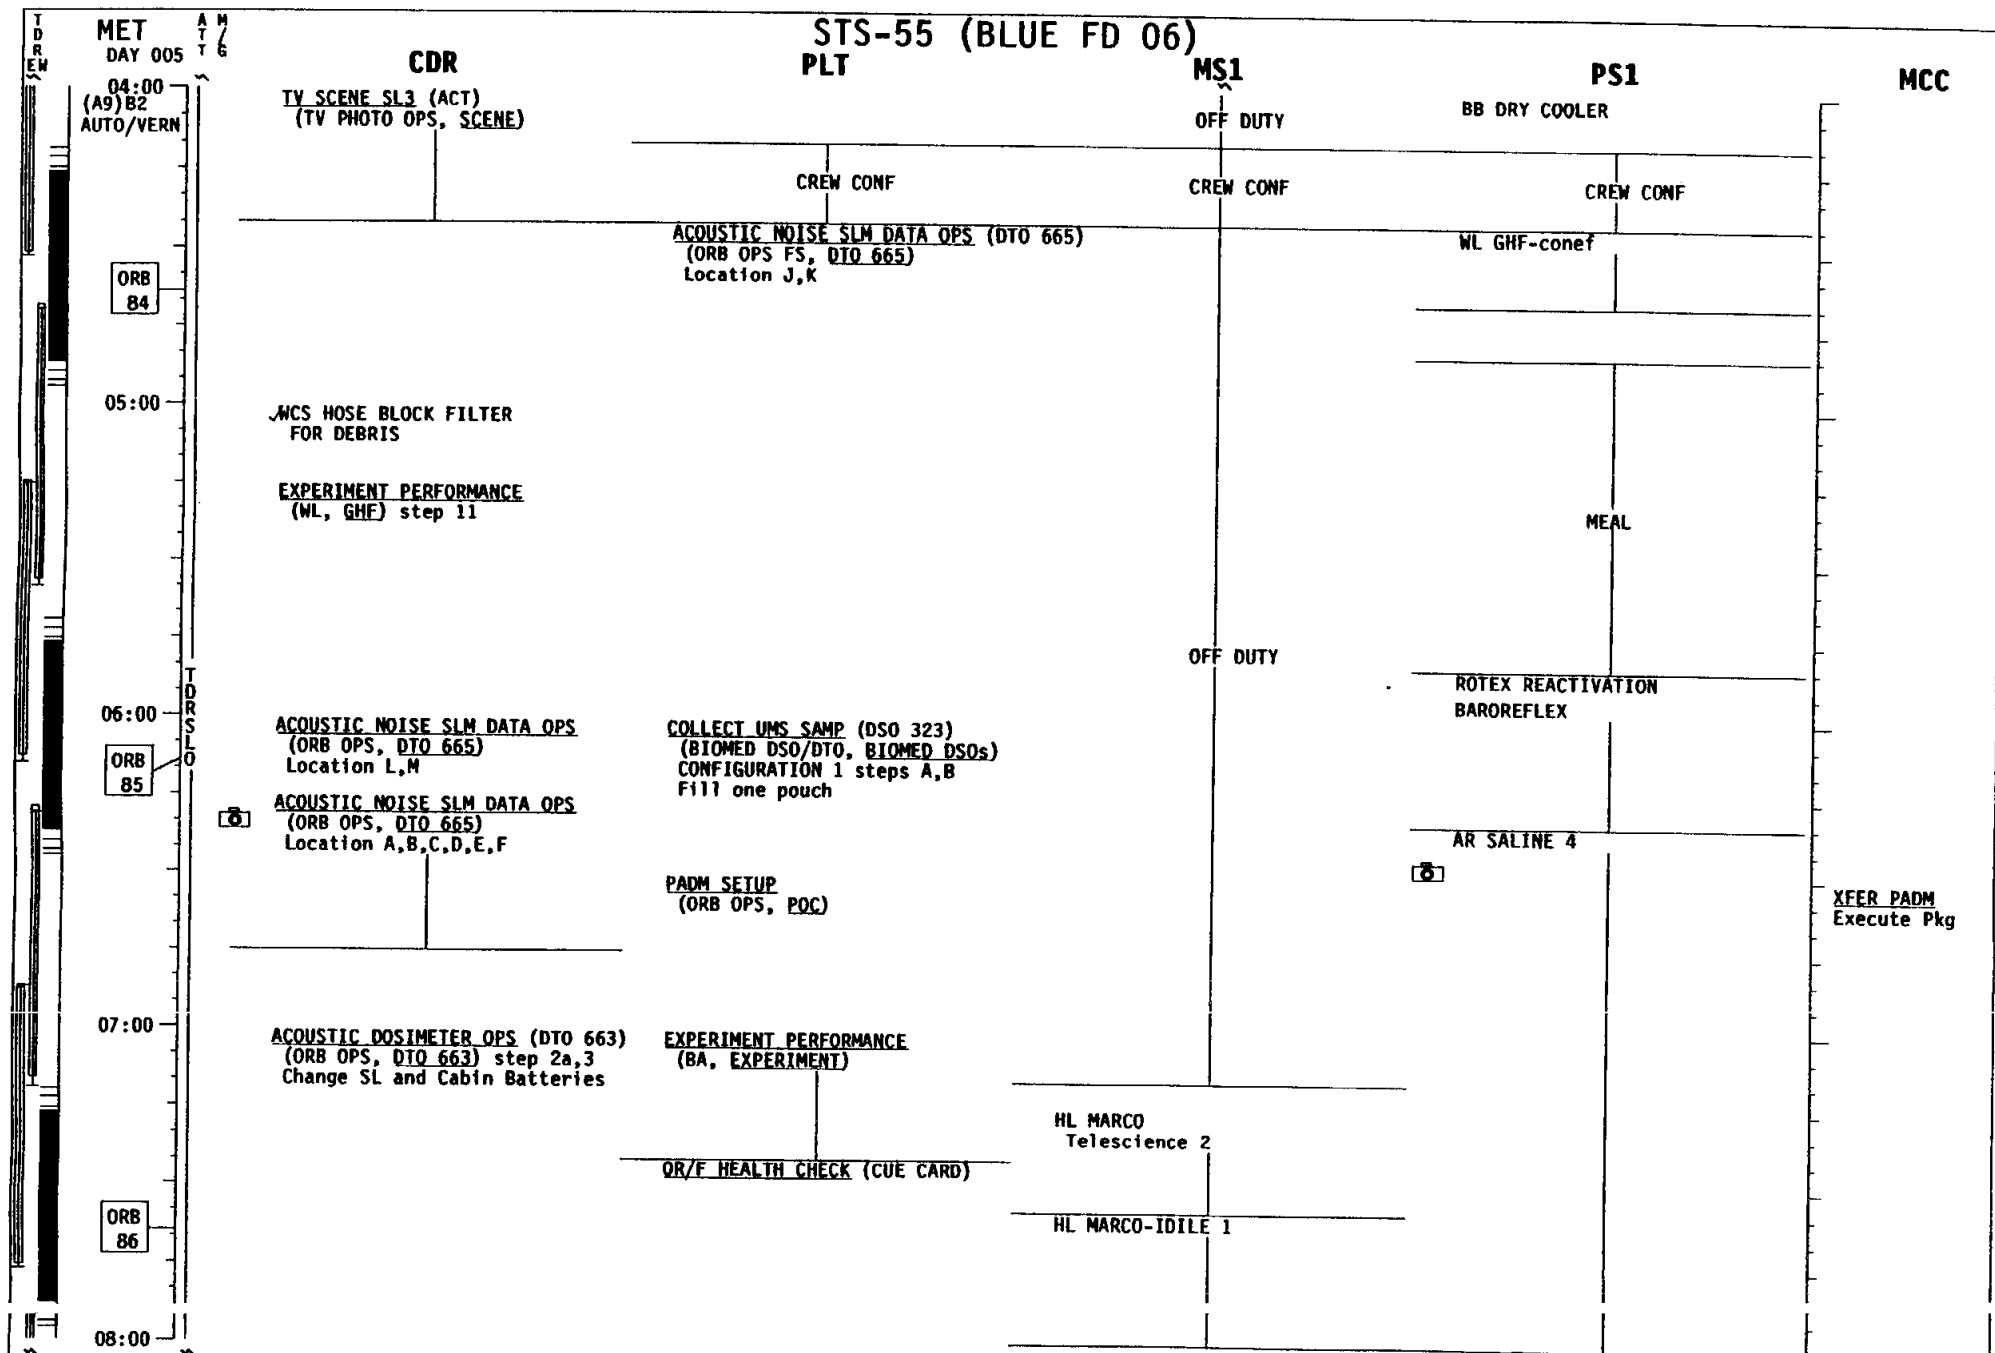 STS-55 (BLUE FD 06)
TDRS
E W
MET
DAY 005
ATT
M/G
CDR
PLT
MS1
PS1
MCC
04:00
(A9)B2
AUTO/VERN
TV SCENE SL3 (ACT)
(TV PHOTO OPS, SCENE)
OFF DUTY
BB DRY COOLER
CREW CONF
CREW CONF
CREW CONF
ACOUSTIC NOISE SLM DATA OPS (DTO 665)
(ORB OPS FS, DTO 665)
Location J,K
WL GHF-conef
ORB
84
05:00
✓WCS HOSE BLOCK FILTER
FOR DEBRIS
EXPERIMENT PERFORMANCE
(WL, GHF) step 11
MEAL
OFF DUTY
TDRSLO
ROTEX REACTIVATION
BAROREFLEX
06:00
ORB
85
ACOUSTIC NOISE SLM DATA OPS
(ORB OPS, DTO 665)
Location L,M
COLLECT UMS SAMP (DSO 323)
(BIOMED DSO/DTO, BIOMED DSOs)
CONFIGURATION 1 steps A,B
Fill one pouch
ACOUSTIC NOISE SLM DATA OPS
(ORB OPS, DTO 665)
Location A,B,C,D,E,F
AR SALINE 4
PADM SETUP
(ORB OPS, POC)
XFER PADM
Execute Pkg
07:00
ACOUSTIC DOSIMETER OPS (DTO 663)
(ORB OPS, DTO 663) step 2a,3
Change SL and Cabin Batteries
EXPERIMENT PERFORMANCE
(BA, EXPERIMENT)
HL MARCO
Telescience 2
OR/F HEALTH CHECK (CUE CARD)
ORB
86
HL MARCO-IDILE 1
08:00